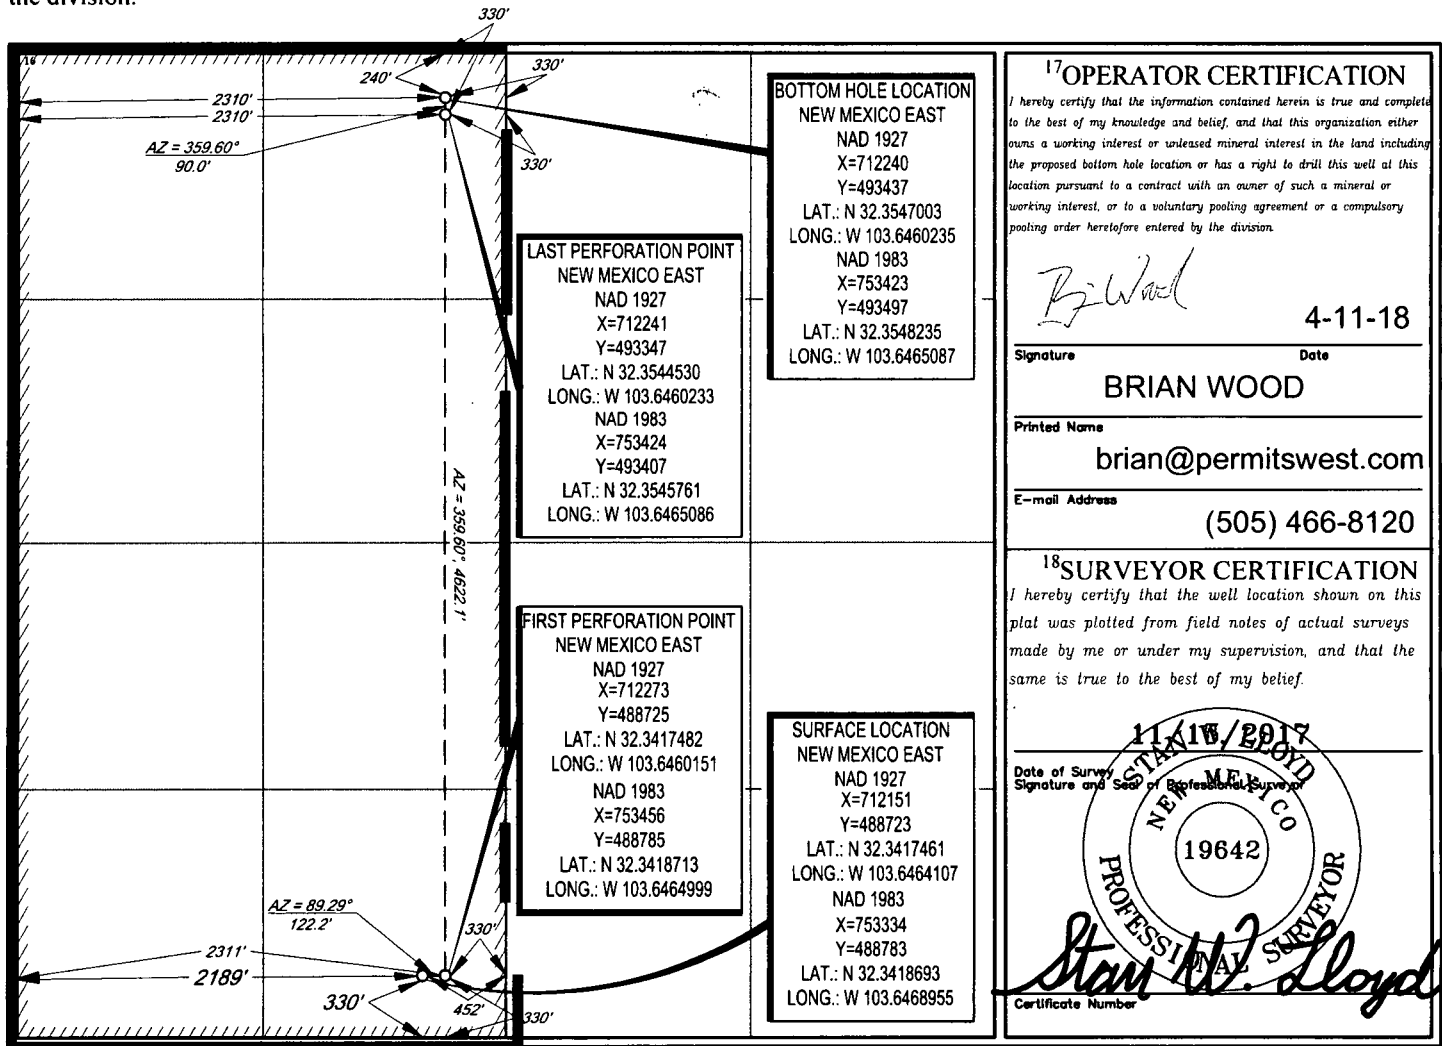 the division.
330'
16
240'
330'
2310'
2310'
AZ = 359.60°
90.0'
330'
BOTTOM HOLE LOCATION
NEW MEXICO EAST
NAD 1927
X=712240
Y=493437
LAT.: N 32.3547003
LONG.: W 103.6460235
NAD 1983
X=753423
Y=493497
LAT.: N 32.3548235
LONG.: W 103.6465087
LAST PERFORATION POINT
NEW MEXICO EAST
NAD 1927
X=712241
Y=493347
LAT.: N 32.3544530
LONG.: W 103.6460233
NAD 1983
X=753424
Y=493407
LAT.: N 32.3545761
LONG.: W 103.6465086
AZ = 359.60°, 4622.1'
FIRST PERFORATION POINT
NEW MEXICO EAST
NAD 1927
X=712273
Y=488725
LAT.: N 32.3417482
LONG.: W 103.6460151
NAD 1983
X=753456
Y=488785
LAT.: N 32.3418713
LONG.: W 103.6464999
SURFACE LOCATION
NEW MEXICO EAST
NAD 1927
X=712151
Y=488723
LAT.: N 32.3417461
LONG.: W 103.6464107
NAD 1983
X=753334
Y=488783
LAT.: N 32.3418693
LONG.: W 103.6468955
AZ = 89.29°
122.2'
330'
2311'
2189'
330'
452'
330'
17 OPERATOR CERTIFICATION
I hereby certify that the information contained herein is true and complete
to the best of my knowledge and belief, and that this organization either
owns a working interest or unleased mineral interest in the land including
the proposed bottom hole location or has a right to drill this well at this
location pursuant to a contract with an owner of such a mineral or
working interest, or to a voluntary pooling agreement or a compulsory
pooling order heretofore entered by the division
4-11-18
Signature Date
BRIAN WOOD
Printed Name
brian@permitswest.com
E-mail Address
(505) 466-8120
18 SURVEYOR CERTIFICATION
I hereby certify that the well location shown on this
plat was plotted from field notes of actual surveys
made by me or under my supervision, and that the
same is true to the best of my belief.
Date of Survey
Signature and Seal of Professional Surveyor
STAN W. LLOYD
NEW MEXICO
19642
PROFESSIONAL SURVEYOR
Stan W. Lloyd
Certificate Number